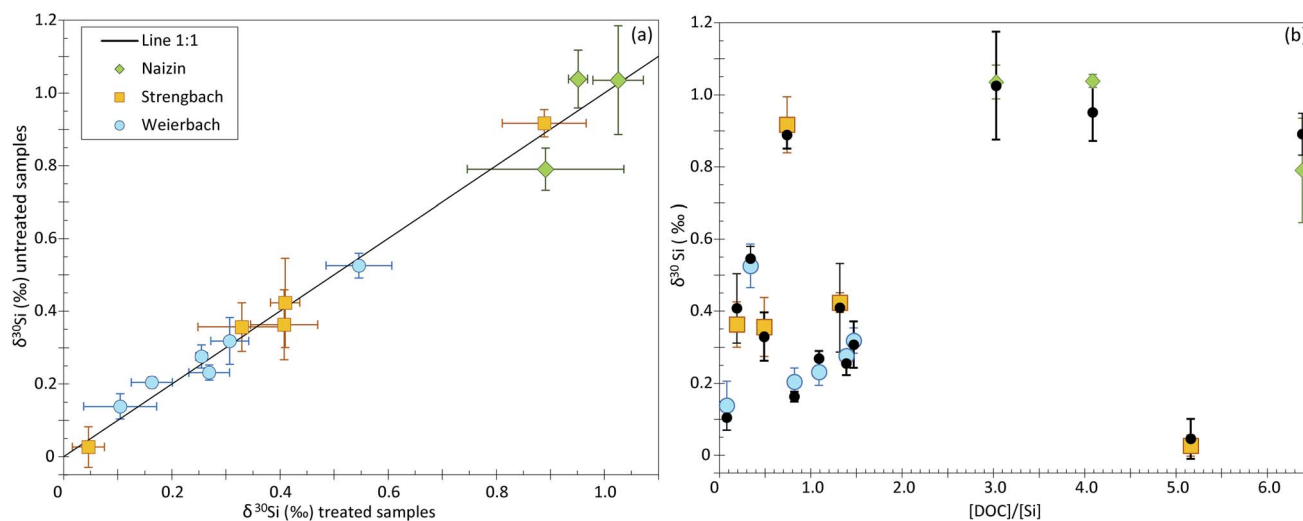 (a)
Line 1:1
Naizin
Strengbach
Weierbach
1.2
1.0
0.8
0.6
0.4
0.2
0
δ³⁰Si (‰) untreated samples
0 0.2 0.4 0.6 0.8 1.0
δ³⁰Si (‰) treated samples
(b)
1.2
1.0
0.8
0.6
0.4
0.2
0
δ³⁰ Si ( ‰ )
0 1.0 2.0 3.0 4.0 5.0 6.0
[DOC]/[Si]